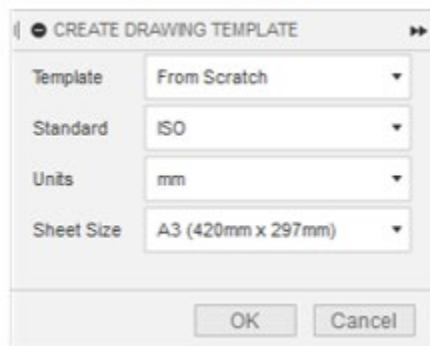 CREATE DRAWING TEMPLATE
Template From Scratch
Standard ISO
Units mm
Sheet Size A3 (420mm x 297mm)
OK Cancel